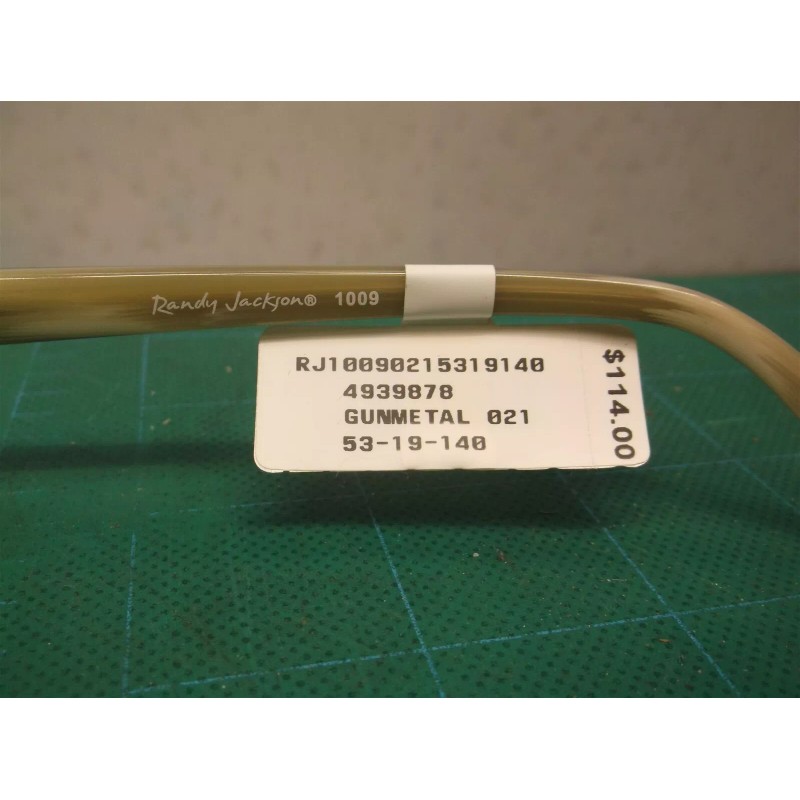 Randy Jackson® 1009
RJ10090215319140
4939878
GUNMETAL 021
53-19-140
$114.00